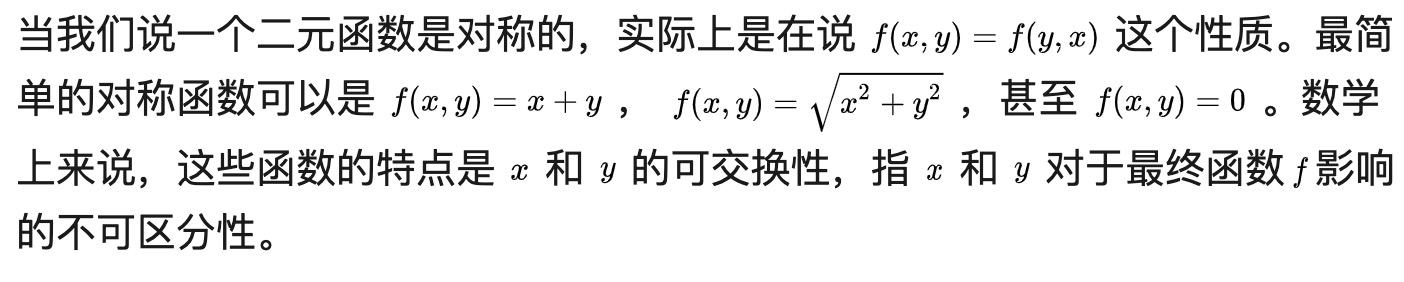 当我们说一个二元函数是对称的，实际上是在说 f(x, y) = f(y, x) 这个性质。最简
单的对称函数可以是 f(x, y) = x + y ， f(x, y) = √(x² + y²) ，甚至 f(x, y) = 0 。数学
上来说，这些函数的特点是 x 和 y 的可交换性，指 x 和 y 对于最终函数 f 影响
的不可区分性。